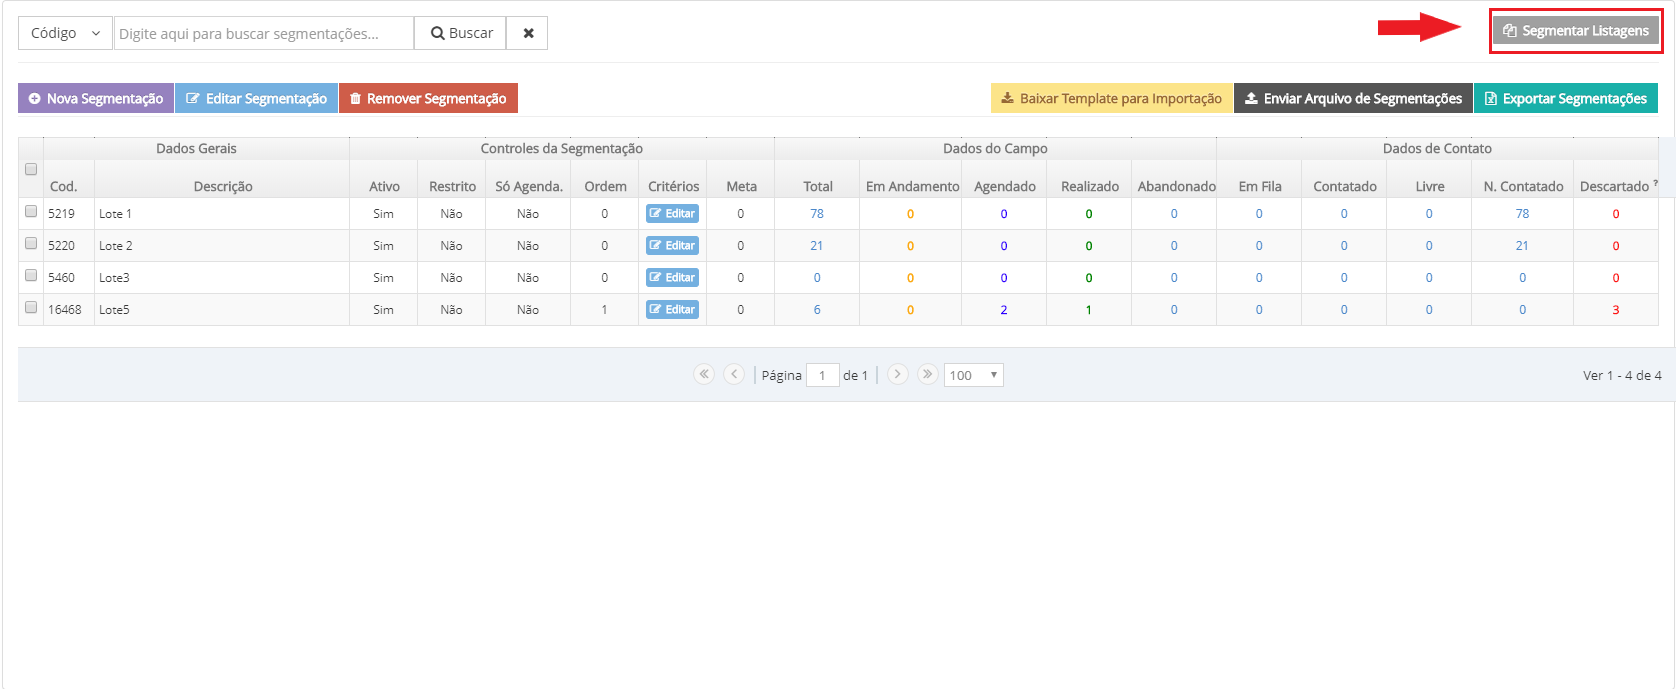 Código Digite aqui para buscar segmentações... Buscar Segmentar Listagens
Nova Segmentação Editar Segmentação Remover Segmentação Baixar Template para Importação Enviar Arquivo de Segmentações Exportar Segmentações
Dados Gerais Controles da Segmentação Dados do Campo Dados de Contato
Cod. Descrição Ativo Restrito Só Agenda. Ordem Critérios Meta Total Em Andamento Agendado Realizado Abandonado Em Fila Contatado Livre N. Contatado Descartado ?
5219 Lote 1 Sim Não Não 0 Editar 0 78 0 0 0 0 0 0 0 78 0
5220 Lote 2 Sim Não Não 0 Editar 0 21 0 0 0 0 0 0 0 21 0
5460 Lote3 Sim Não Não 0 Editar 0 0 0 0 0 0 0 0 0 0 0
16468 Lote5 Sim Não Não 1 Editar 0 6 0 2 1 0 0 0 0 0 3
Página 1 de 1 100 Ver 1 - 4 de 4